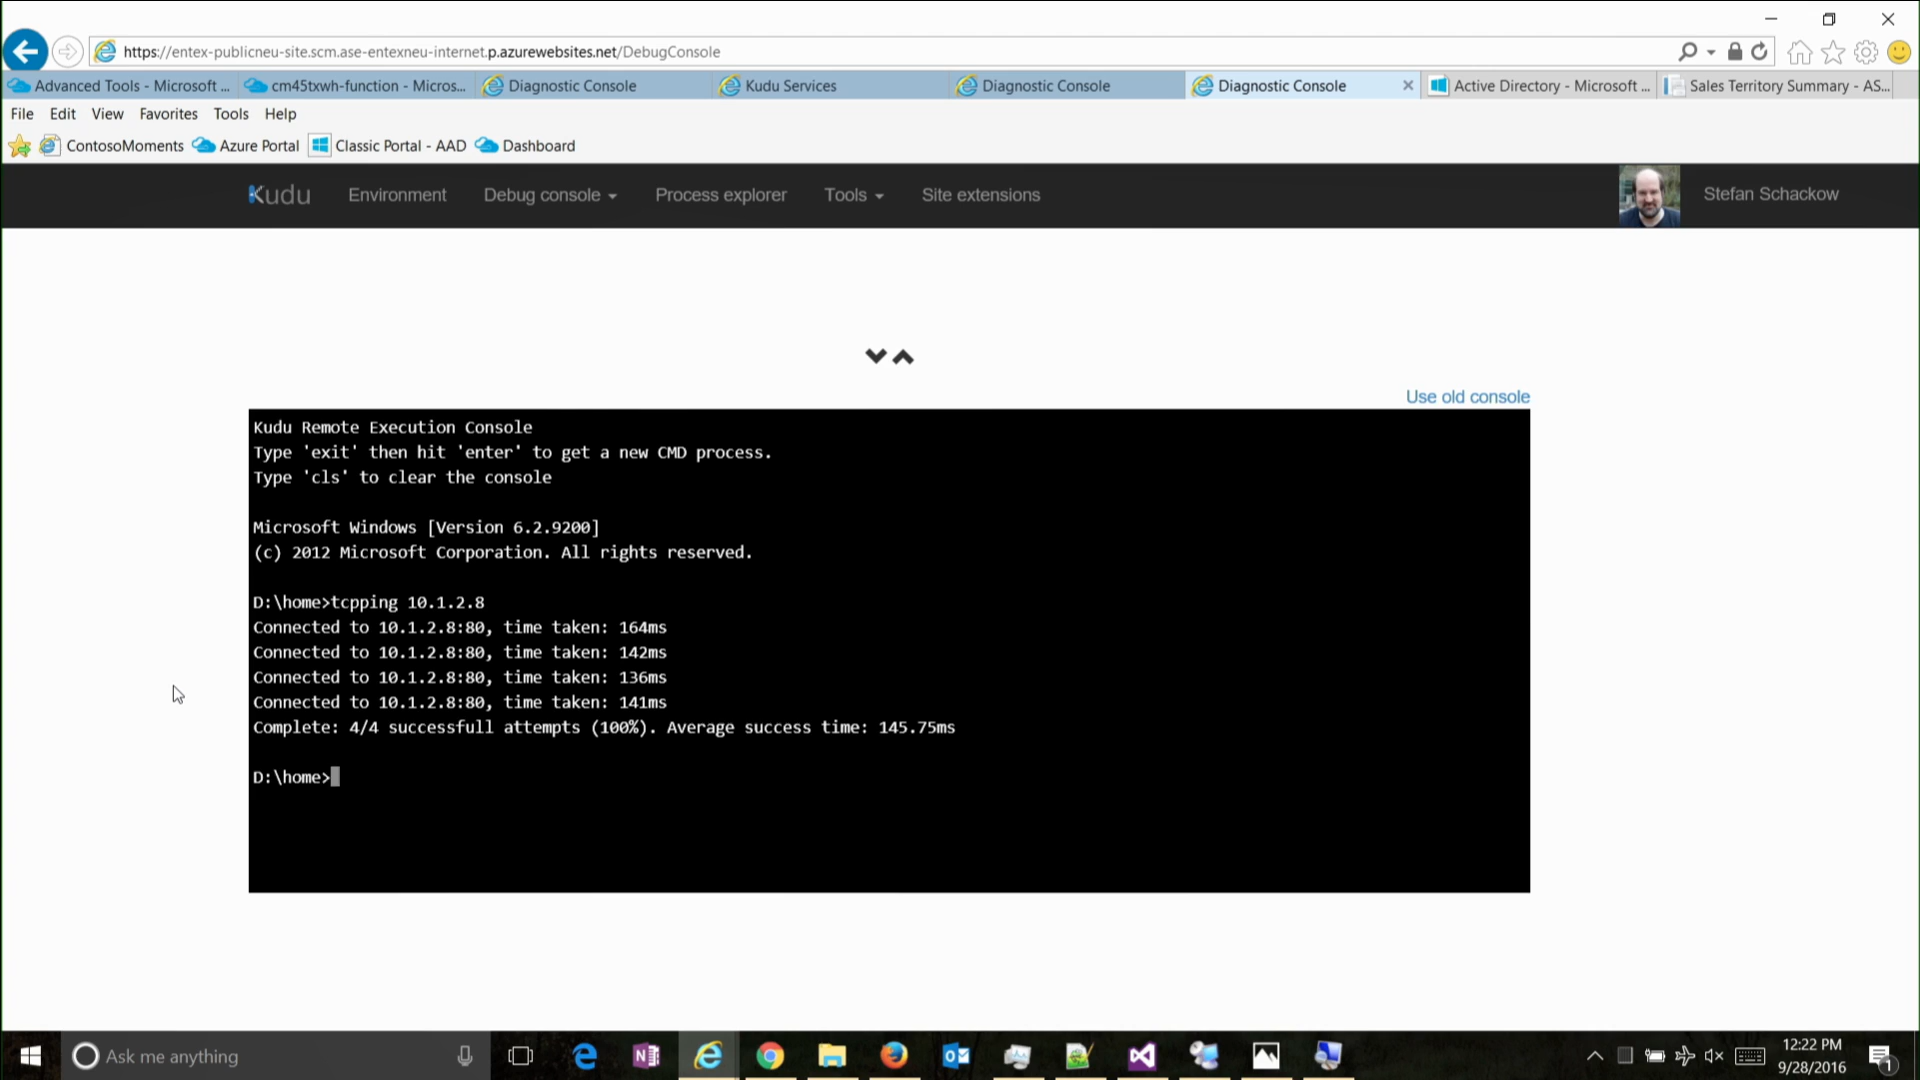 https://entex-publicneu-site.scm.ase-entexneu-internet.p.azurewebsites.net/DebugConsole
Advanced Tools - Microsoft ...
cm45txwh-function - Micros...
Diagnostic Console
Kudu Services
Diagnostic Console
Diagnostic Console
Active Directory - Microsoft ...
Sales Territory Summary - AS...
File Edit View Favorites Tools Help
ContosoMoments Azure Portal Classic Portal - AAD Dashboard
Kudu Environment Debug console Process explorer Tools Site extensions Stefan Schackow
Use old console
Kudu Remote Execution Console
Type 'exit' then hit 'enter' to get a new CMD process.
Type 'cls' to clear the console
Microsoft Windows [Version 6.2.9200]
(c) 2012 Microsoft Corporation. All rights reserved.
D:\home>tcpping 10.1.2.8
Connected to 10.1.2.8:80, time taken: 164ms
Connected to 10.1.2.8:80, time taken: 142ms
Connected to 10.1.2.8:80, time taken: 136ms
Connected to 10.1.2.8:80, time taken: 141ms
Complete: 4/4 successfull attempts (100%). Average success time: 145.75ms
D:\home>
Ask me anything
12:22 PM
9/28/2016
1